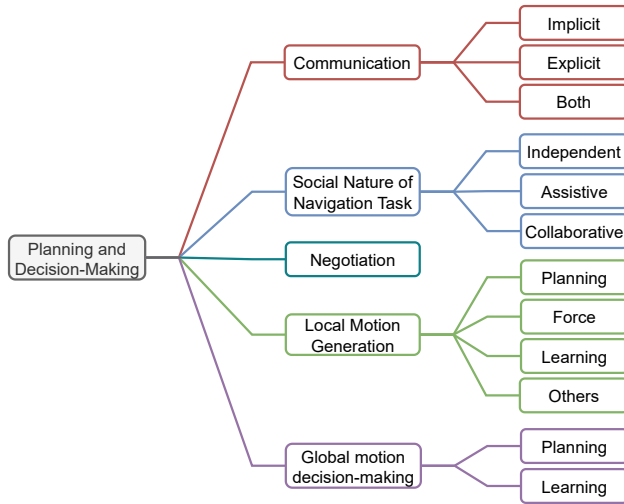 Planning and
Decision-Making
Communication
Implicit
Explicit
Both
Social Nature of
Navigation Task
Independent
Assistive
Collaborative
Negotiation
Local Motion
Generation
Planning
Force
Learning
Others
Global motion
decision-making
Planning
Learning